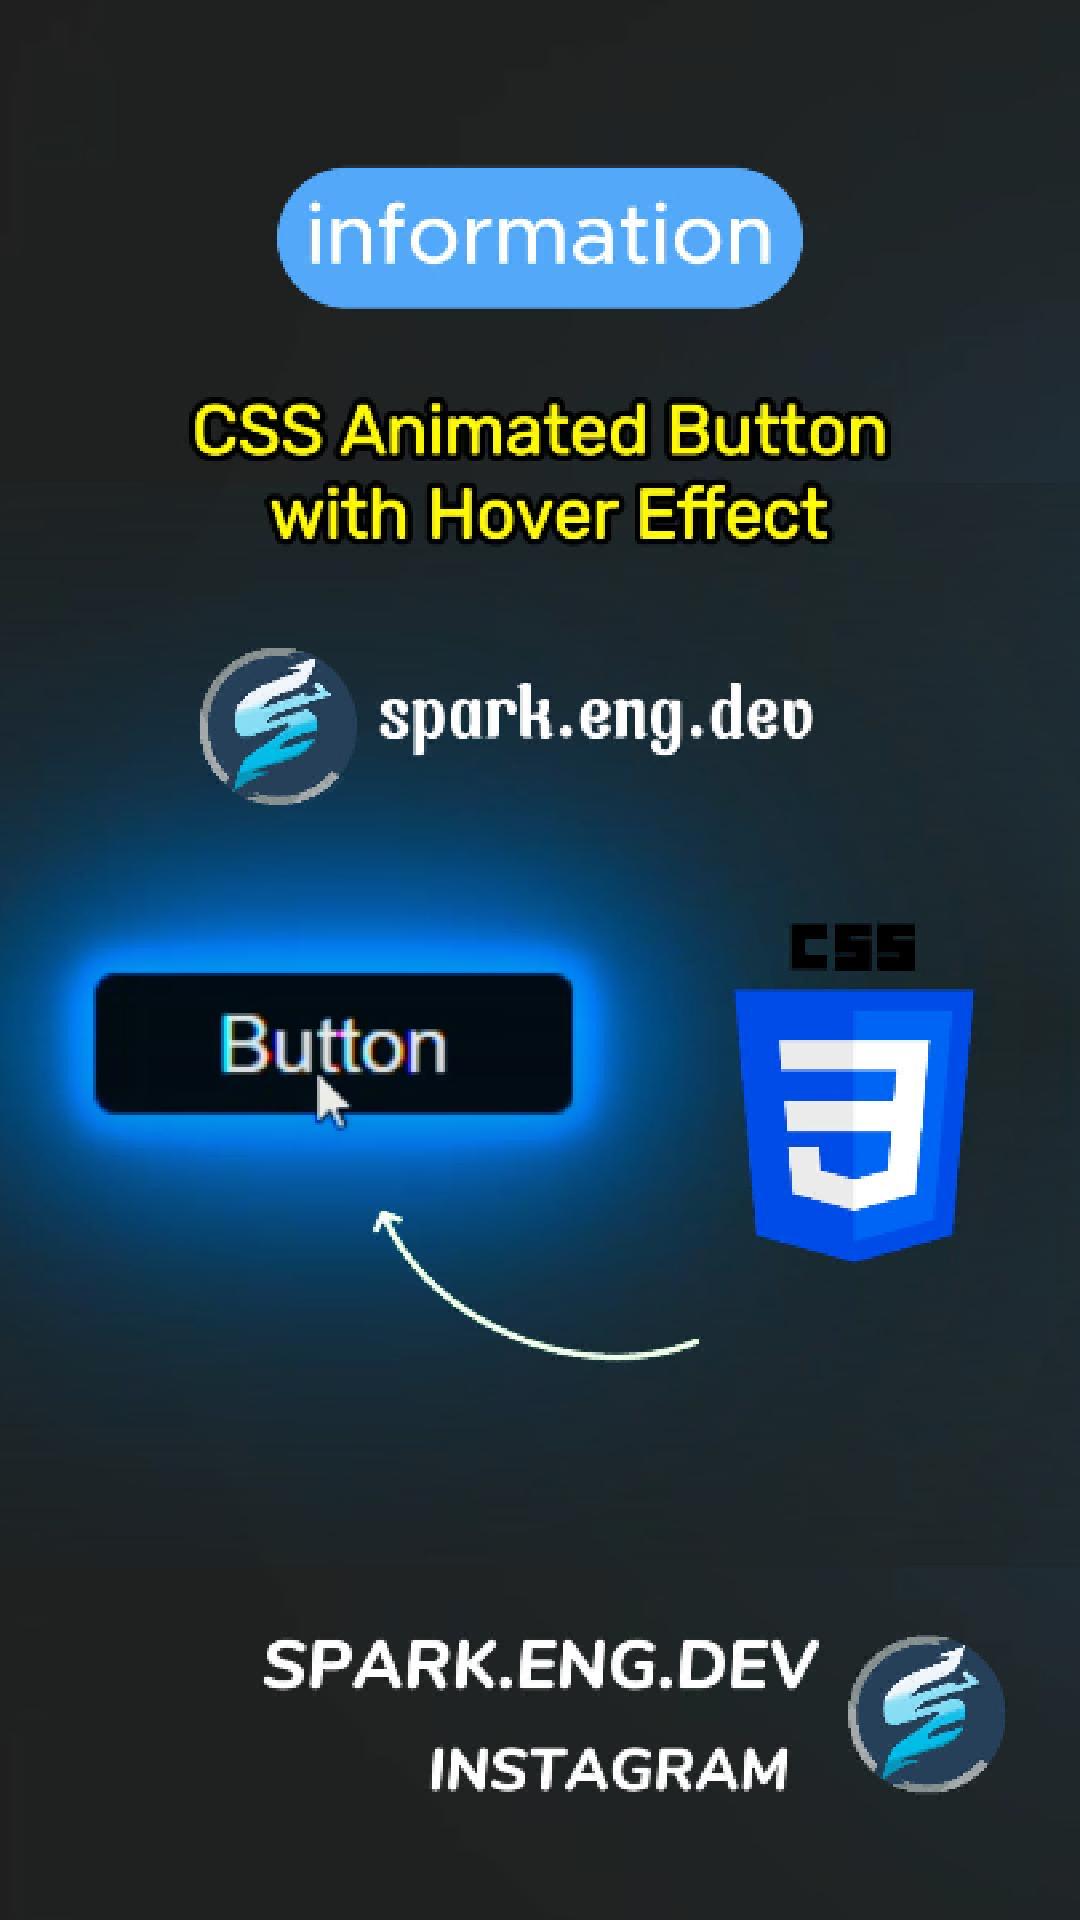 information
CSS Animated Button
with Hover Effect
spark.eng.dev
CSS
Button
SPARK.ENG.DEV
INSTAGRAM